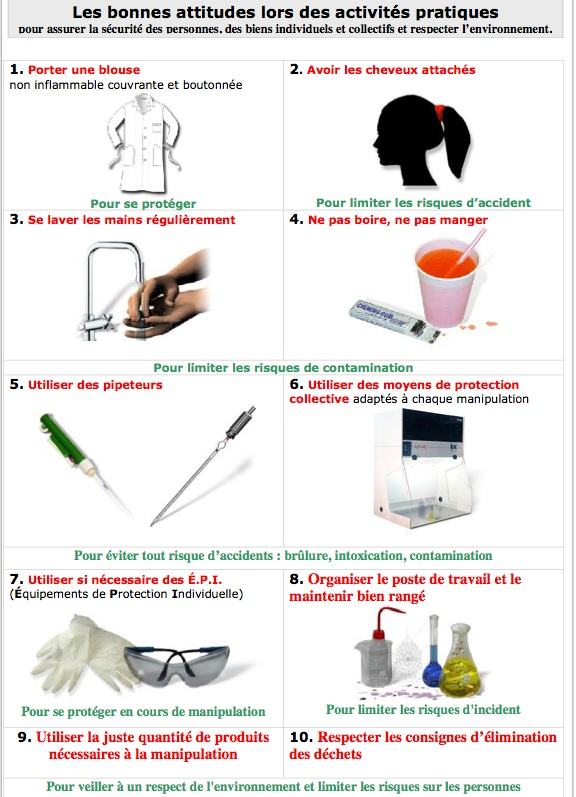 Les bonnes attitudes lors des activités pratiques
pour assurer la sécurité des personnes, des biens individuels et collectifs et respecter l'environnement.
1. Porter une blouse
non inflammable couvrante et boutonnée
Pour se protéger
2. Avoir les cheveux attachés
Pour limiter les risques d'accident
3. Se laver les mains régulièrement
4. Ne pas boire, ne pas manger
CHEWING-GUM
Pour limiter les risques de contamination
5. Utiliser des pipeteurs
6. Utiliser des moyens de protection
collective adaptés à chaque manipulation
Pour éviter tout risque d'accidents : brûlure, intoxication, contamination
7. Utiliser si nécessaire des É.P.I.
(Équipements de Protection Individuelle)
Pour se protéger en cours de manipulation
8. Organiser le poste de travail et le
maintenir bien rangé
Pour limiter les risques d'incident
9. Utiliser la juste quantité de produits
nécessaires à la manipulation
10. Respecter les consignes d'élimination
des déchets
Pour veiller à un respect de l'environnement et limiter les risques sur les personnes